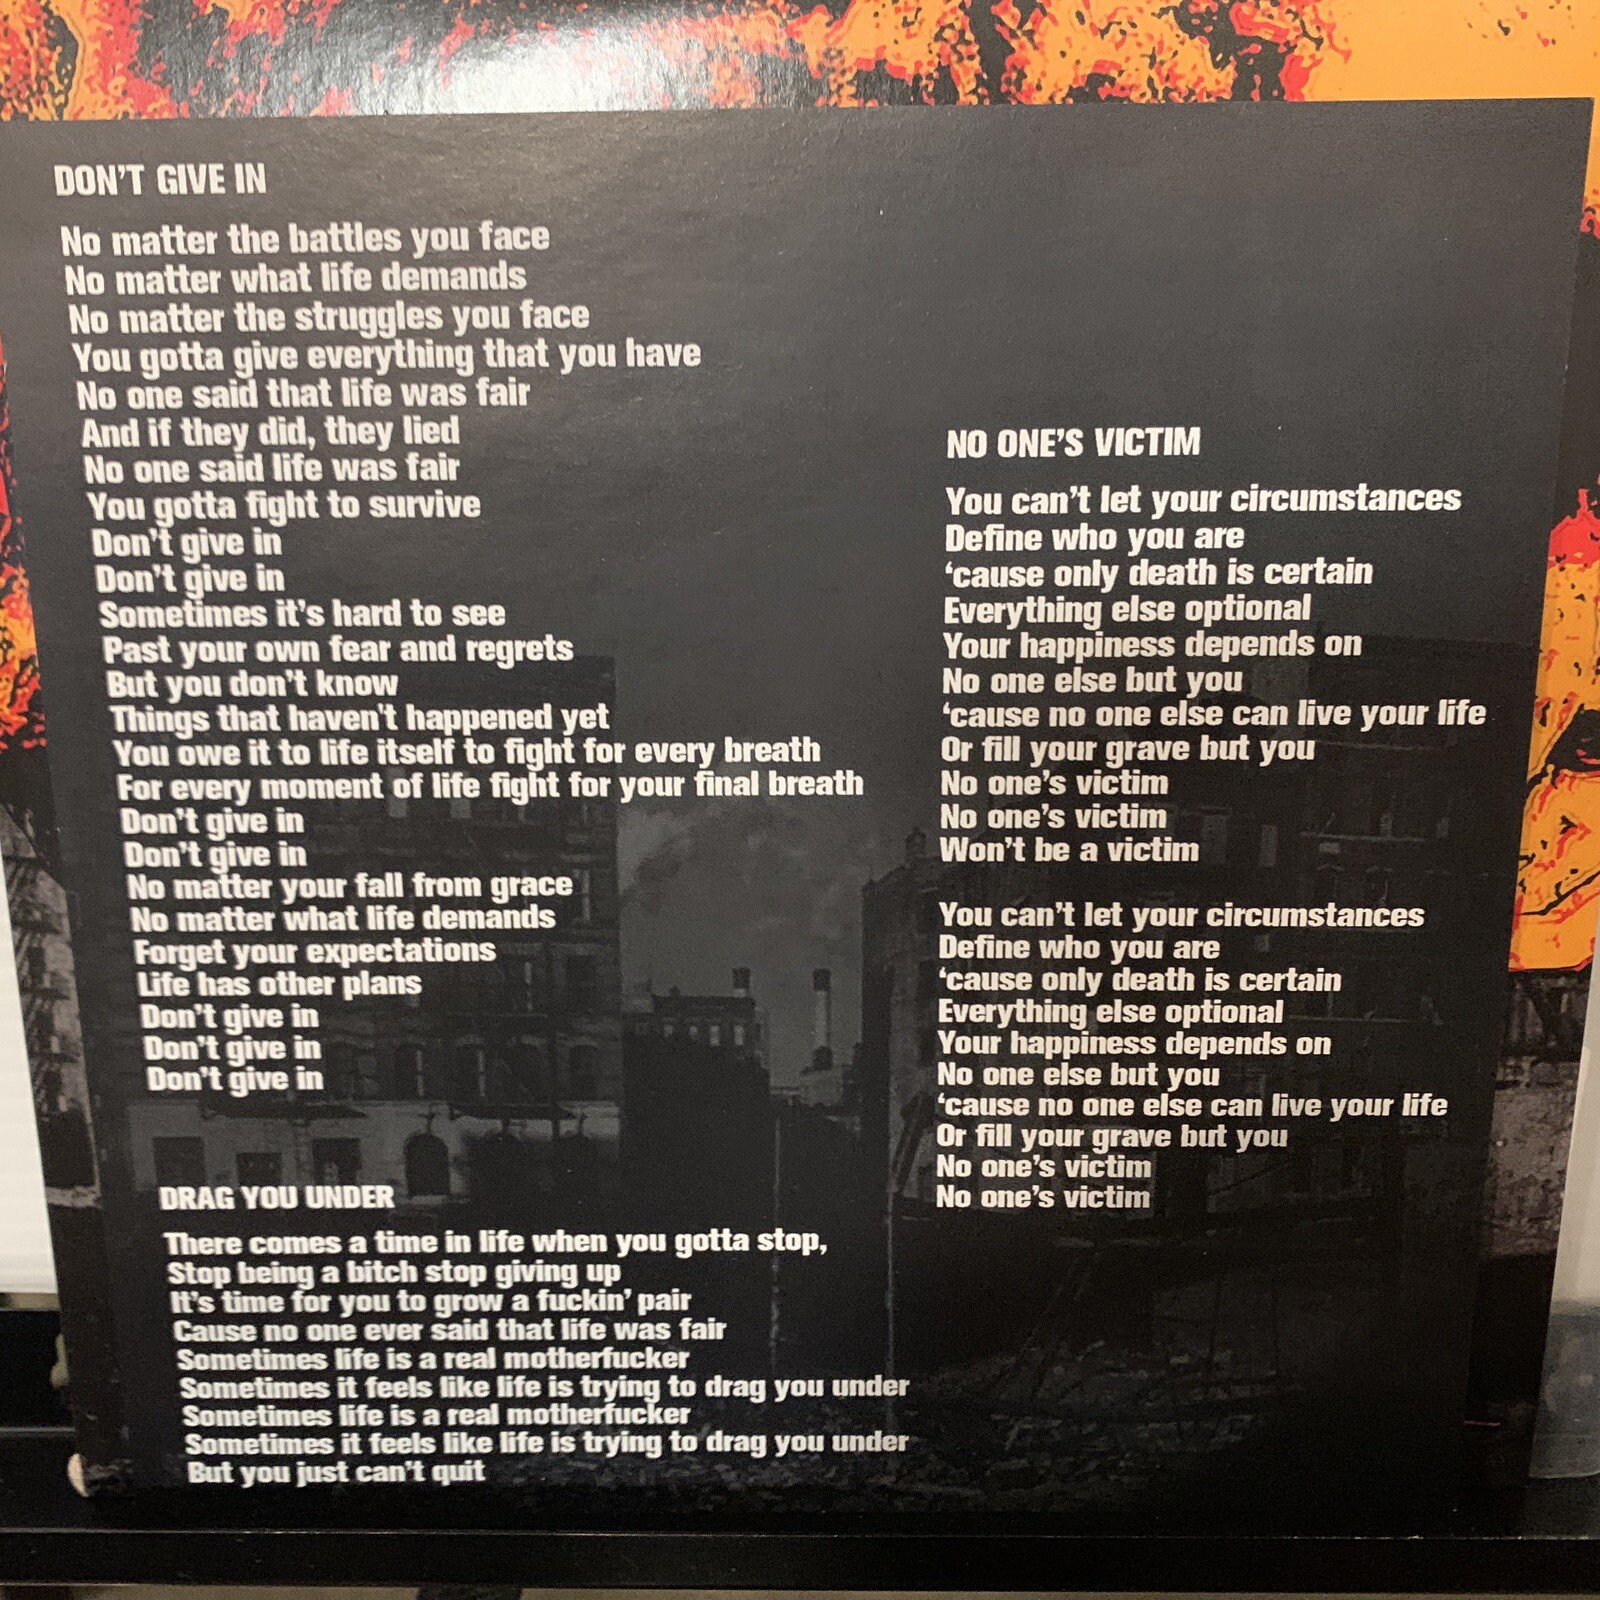 DON'T GIVE IN
No matter the battles you face
No matter what life demands
No matter the struggles you face
You gotta give everything that you have
No one said that life was fair
And if they did, they lied
No one said life was fair
You gotta fight to survive
Don't give in
Don't give in
Sometimes it's hard to see
Past your own fear and regrets
But you don't know
Things that haven't happened yet
You owe it to life itself to fight for every breath
For every moment of life fight for your final breath
Don't give in
Don't give in
No matter your fall from grace
No matter what life demands
Forget your expectations
Life has other plans
Don't give in
Don't give in
Don't give in
DRAG YOU UNDER
There comes a time in life when you gotta stop,
Stop being a bitch stop giving up
It's time for you to grow a fuckin' pair
Cause no one ever said that life was fair
Sometimes life is a real motherfucker
Sometimes it feels like life is trying to drag you under
Sometimes life is a real motherfucker
Sometimes it feels like life is trying to drag you under
But you just can't quit
NO ONE'S VICTIM
You can't let your circumstances
Define who you are
‘cause only death is certain
Everything else optional
Your happiness depends on
No one else but you
‘cause no one else can live your life
Or fill your grave but you
No one's victim
No one's victim
Won't be a victim
You can't let your circumstances
Define who you are
‘cause only death is certain
Everything else optional
Your happiness depends on
No one else but you
‘cause no one else can live your life
Or fill your grave but you
No one's victim
No one's victim